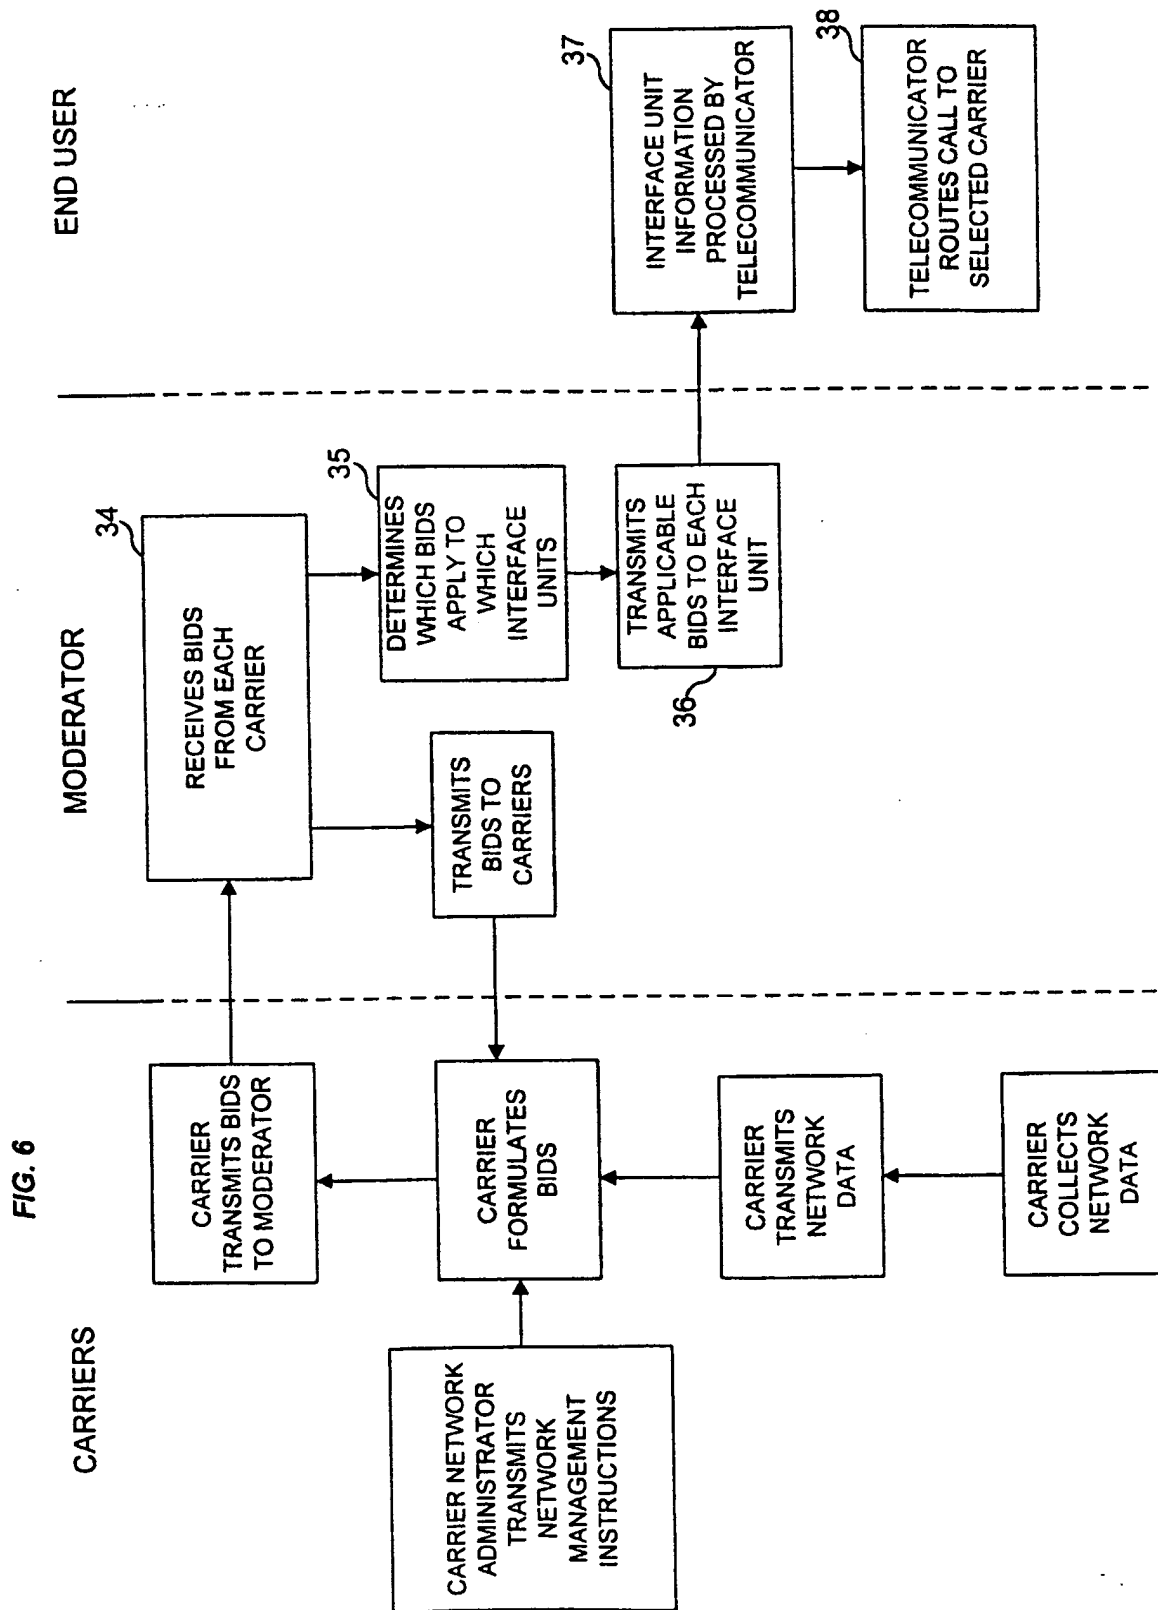 FIG. 6
CARRIERS
MODERATOR
END USER
CARRIER
TRANSMITS BIDS
TO MODERATOR
CARRIER NETWORK
ADMINISTRATOR
TRANSMITS
NETWORK
MANAGEMENT
INSTRUCTIONS
CARRIER
FORMULATES
BIDS
CARRIER
TRANSMITS
NETWORK
DATA
CARRIER
COLLECTS
NETWORK
DATA
34
RECEIVES BIDS
FROM EACH
CARRIER
TRANSMITS
BIDS TO
CARRIERS
35
DETERMINES
WHICH BIDS
APPLY TO
WHICH
INTERFACE
UNITS
36
TRANSMITS
APPLICABLE
BIDS TO EACH
INTERFACE
UNIT
37
INTERFACE UNIT
INFORMATION
PROCESSED BY
TELECOMMUNICATOR
38
TELECOMMUNICATOR
ROUTES CALL TO
SELECTED CARRIER